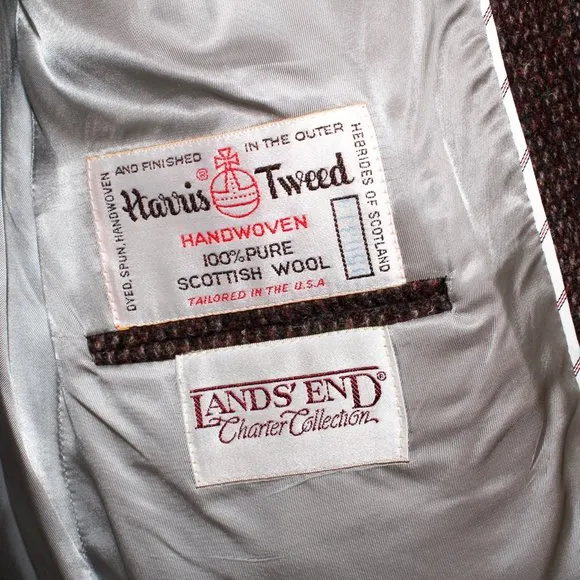 DYED, SPUN, HANDWOVEN AND FINISHED IN THE OUTER HEBRIDES OF SCOTLAND
Harris® Tweed
HANDWOVEN
100% PURE
SCOTTISH WOOL
TAILORED IN THE U.S.A
LANDS' END®
Charter Collection